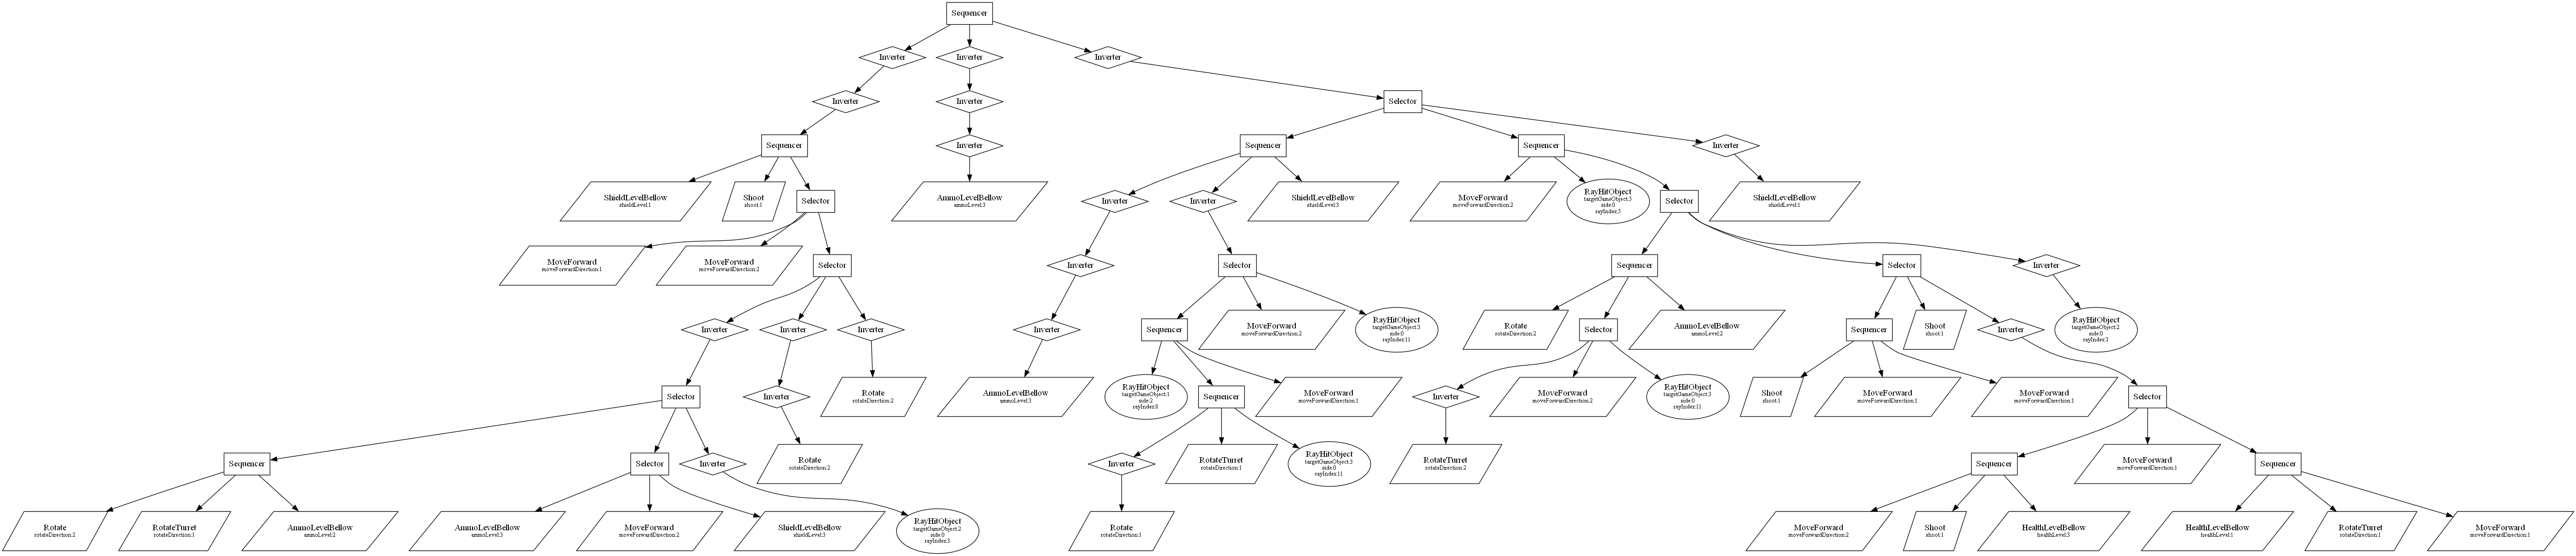 Sequencer
Inverter
Inverter
Inverter
Inverter
Inverter
Selector
Sequencer
Inverter
Sequencer
Sequencer
Inverter
ShieldLevelBellow
shieldLevel:1
Shoot
shoot:1
Selector
AmmoLevelBellow
ammoLevel:3
Inverter
Inverter
ShieldLevelBellow
shieldLevel:3
MoveForward
moveForwardDirection:2
RayHitObject
targetGameObject:5
side:0
rayIndex:5
Selector
ShieldLevelBellow
shieldLevel:1
MoveForward
moveForwardDirection:1
MoveForward
moveForwardDirection:2
Selector
Inverter
Selector
Sequencer
Selector
Inverter
Inverter
Inverter
Inverter
Inverter
Sequencer
MoveForward
moveForwardDirection:2
RayHitObject
targetGameObject:3
side:0
rayIndex:11
Rotate
rotateDirection:2
Selector
AmmoLevelBellow
ammoLevel:2
Sequencer
Shoot
shoot:1
Inverter
RayHitObject
targetGameObject:2
side:0
rayIndex:3
Selector
Inverter
Rotate
rotateDirection:2
AmmoLevelBellow
ammoLevel:3
RayHitObject
targetGameObject:1
side:2
rayIndex:8
Sequencer
MoveForward
moveForwardDirection:1
Inverter
MoveForward
moveForwardDirection:2
RayHitObject
targetGameObject:3
side:0
rayIndex:11
Shoot
shoot:1
MoveForward
moveForwardDirection:1
MoveForward
moveForwardDirection:1
Selector
Sequencer
Selector
Inverter
Rotate
rotateDirection:2
Inverter
RotateTurret
rotateDirection:1
RayHitObject
targetGameObject:3
side:0
rayIndex:11
RotateTurret
rotateDirection:2
Sequencer
MoveForward
moveForwardDirection:1
Sequencer
Rotate
rotateDirection:2
RotateTurret
rotateDirection:1
AmmoLevelBellow
ammoLevel:2
AmmoLevelBellow
ammoLevel:3
MoveForward
moveForwardDirection:2
ShieldLevelBellow
shieldLevel:3
RayHitObject
targetGameObject:2
side:0
rayIndex:3
Rotate
rotateDirection:1
MoveForward
moveForwardDirection:2
Shoot
shoot:1
HealthLevelBellow
healthLevel:3
HealthLevelBellow
healthLevel:1
RotateTurret
rotateDirection:1
MoveForward
moveForwardDirection:1